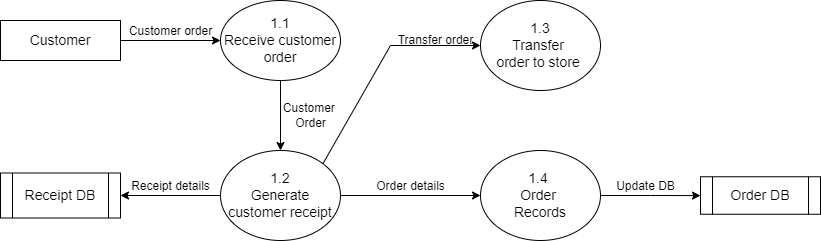 Customer
Customer order
1.1
Receive customer
order
Transfer order
1.3
Transfer
order to store
Customer
Order
Receipt DB
Receipt details
1.2
Generate
customer receipt
Order details
1.4
Order
Records
Update DB
Order DB